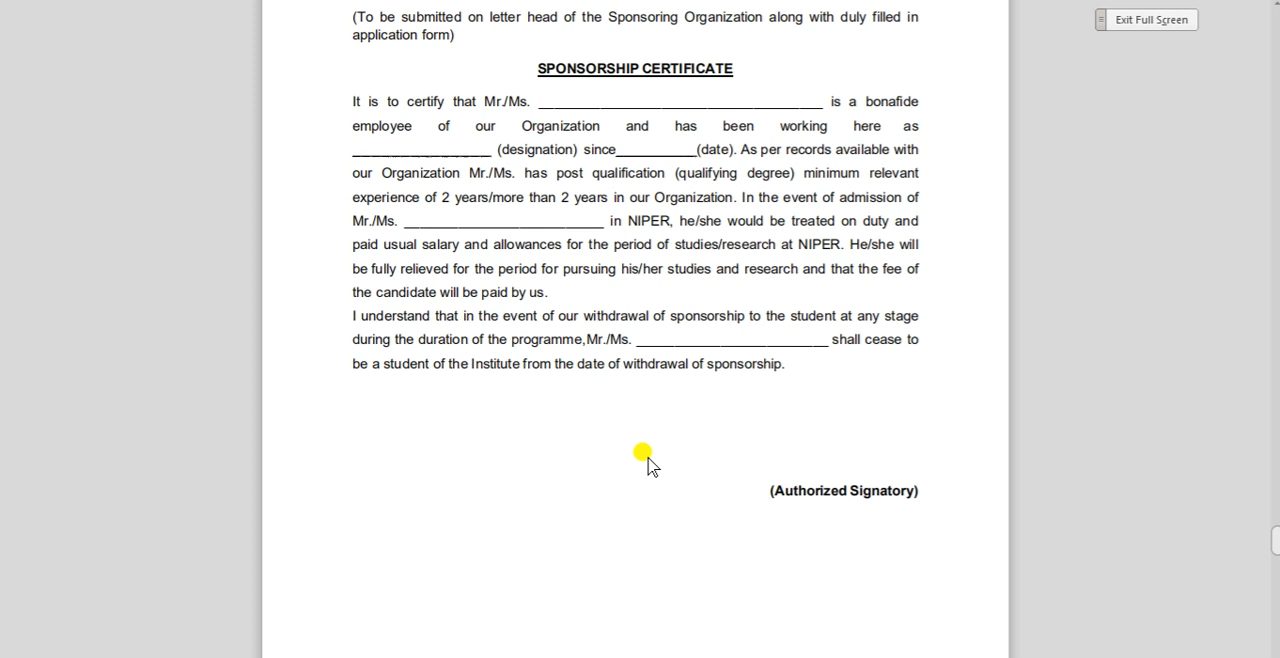 (To be submitted on letter head of the Sponsoring Organization along with duly filled in
application form)
Exit Full Screen
SPONSORSHIP CERTIFICATE
It is to certify that Mr./Ms. _____________________________________ is a bonafide
employee of our Organization and has been working here as
__________________ (designation) since__________(date). As per records available with
our Organization Mr./Ms. has post qualification (qualifying degree) minimum relevant
experience of 2 years/more than 2 years in our Organization. In the event of admission of
Mr./Ms. __________________________ in NIPER, he/she would be treated on duty and
paid usual salary and allowances for the period of studies/research at NIPER. He/she will
be fully relieved for the period for pursuing his/her studies and research and that the fee of
the candidate will be paid by us.
I understand that in the event of our withdrawal of sponsorship to the student at any stage
during the duration of the programme,Mr./Ms. _________________________ shall cease to
be a student of the Institute from the date of withdrawal of sponsorship.
(Authorized Signatory)